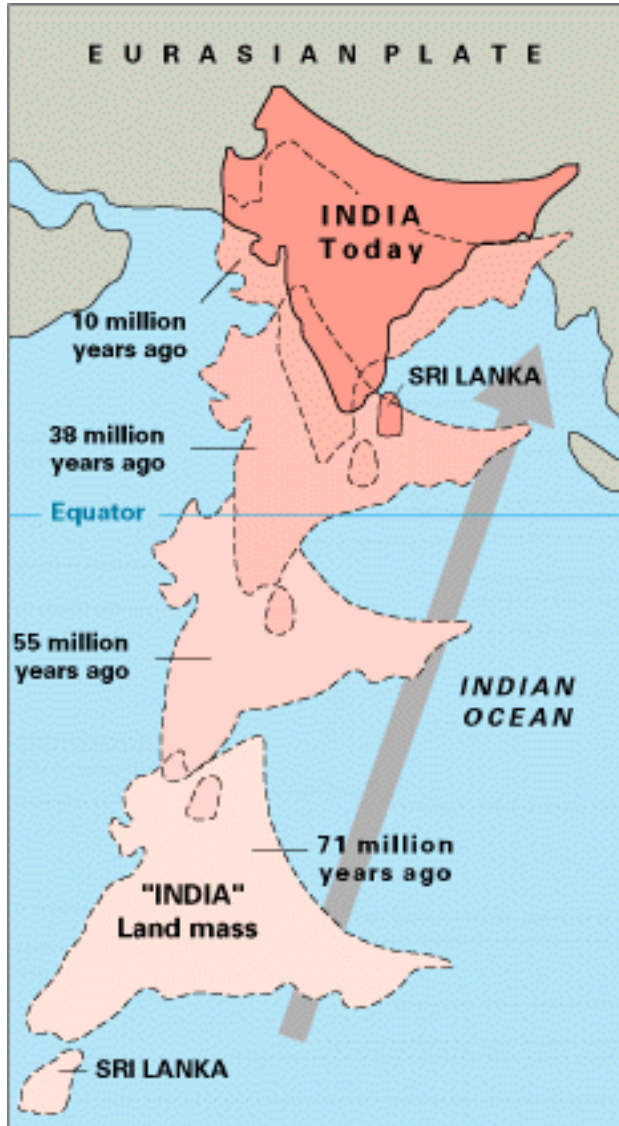 EURASIAN PLATE
INDIA
Today
10 million
years ago
SRI LANKA
38 million
years ago
Equator
55 million
years ago
INDIAN
OCEAN
71 million
years ago
"INDIA"
Land mass
SRI LANKA